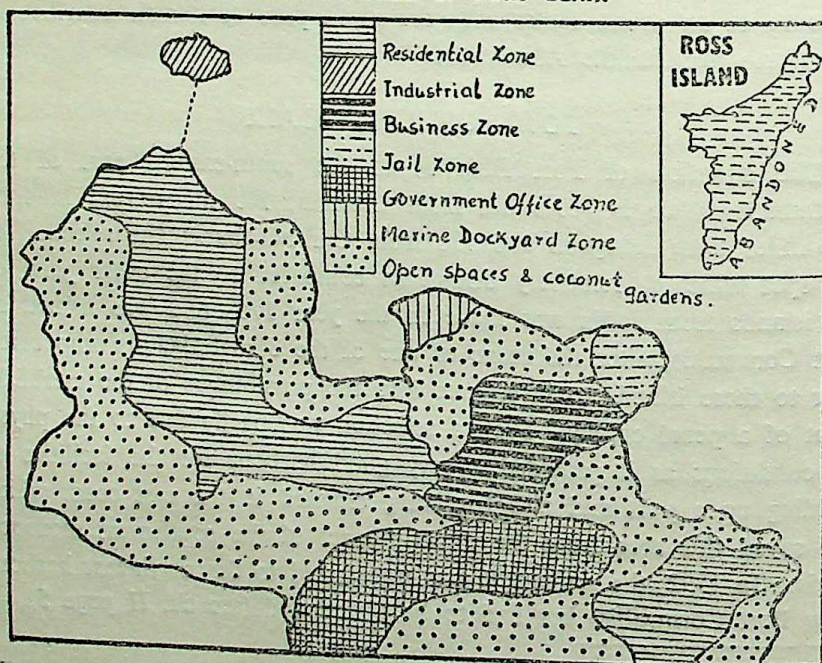 Residential Zone
Industrial Zone
Business Zone
Jail Zone
Government Office Zone
Marine Dockyard Zone
Open spaces & coconut gardens.
ROSS
ISLAND
ABANDONED